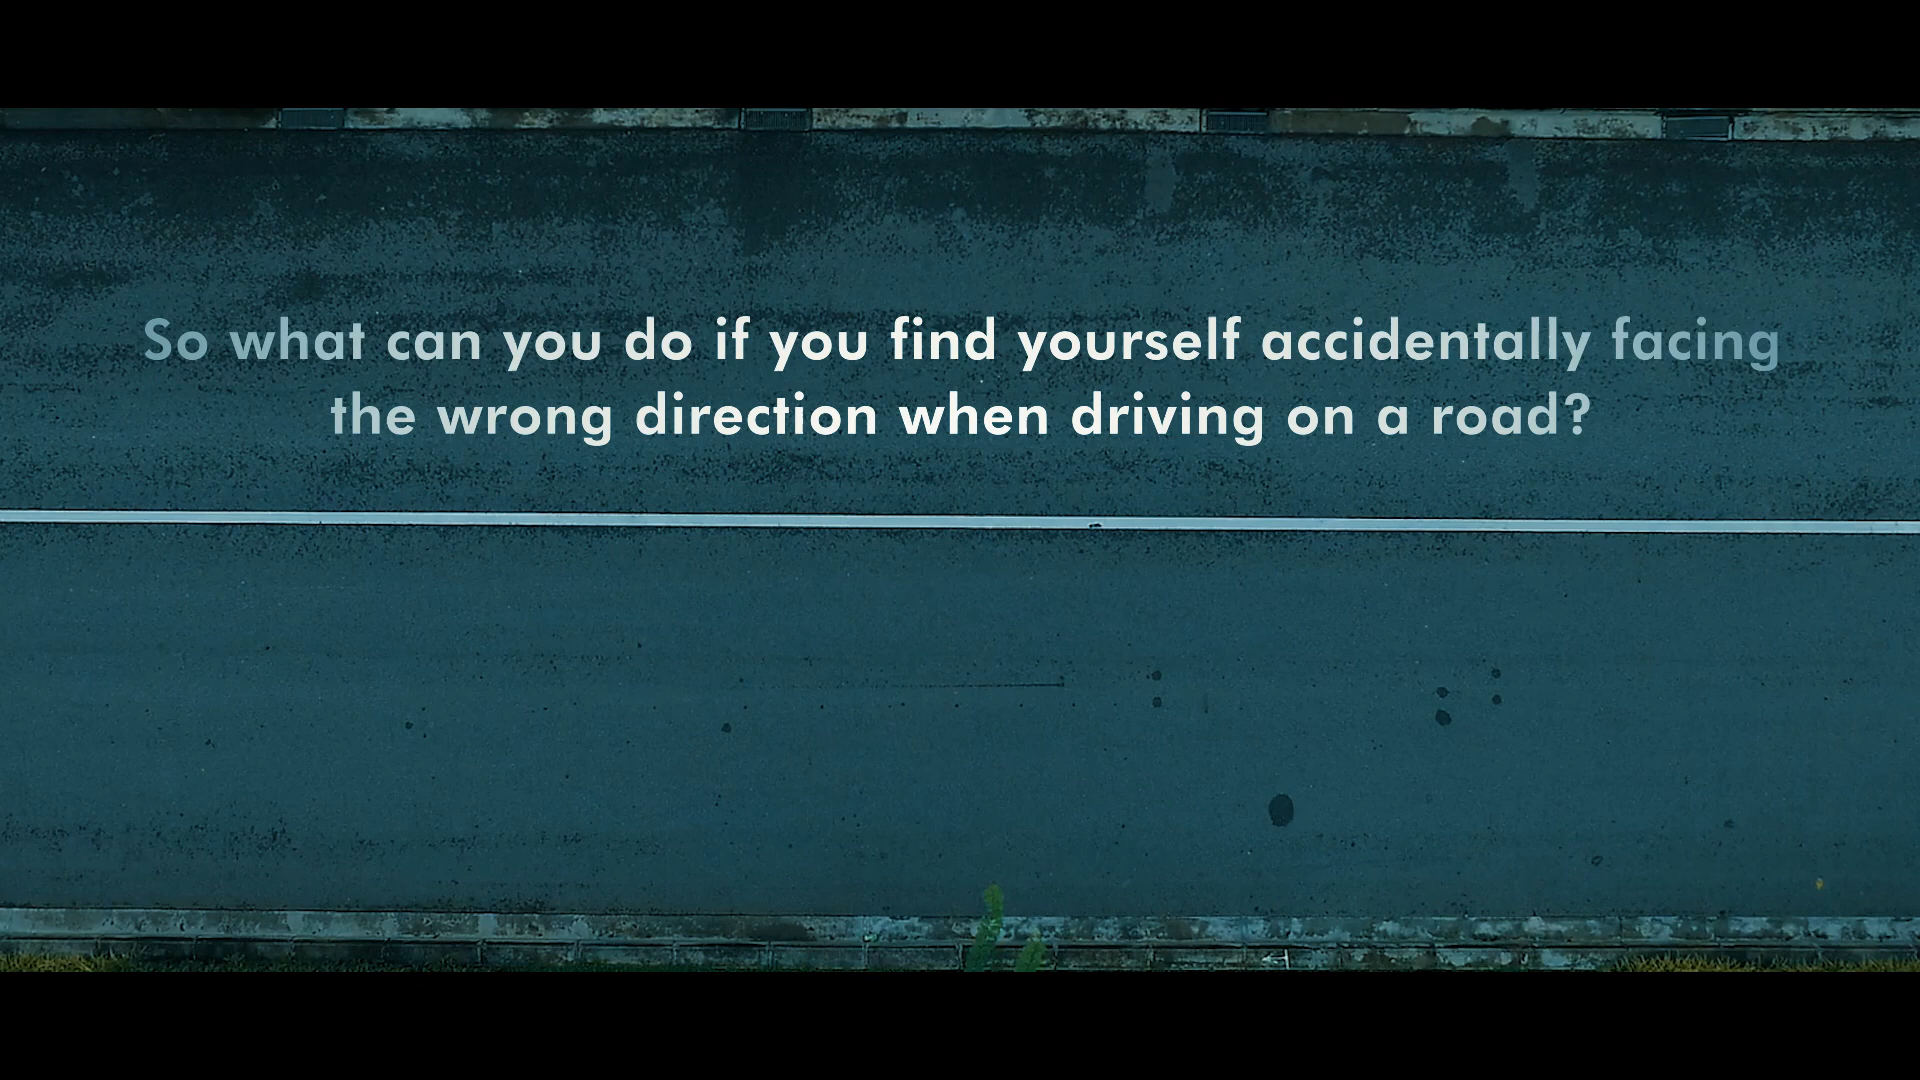 So what can you do if you find yourself accidentally facing
the wrong direction when driving on a road?